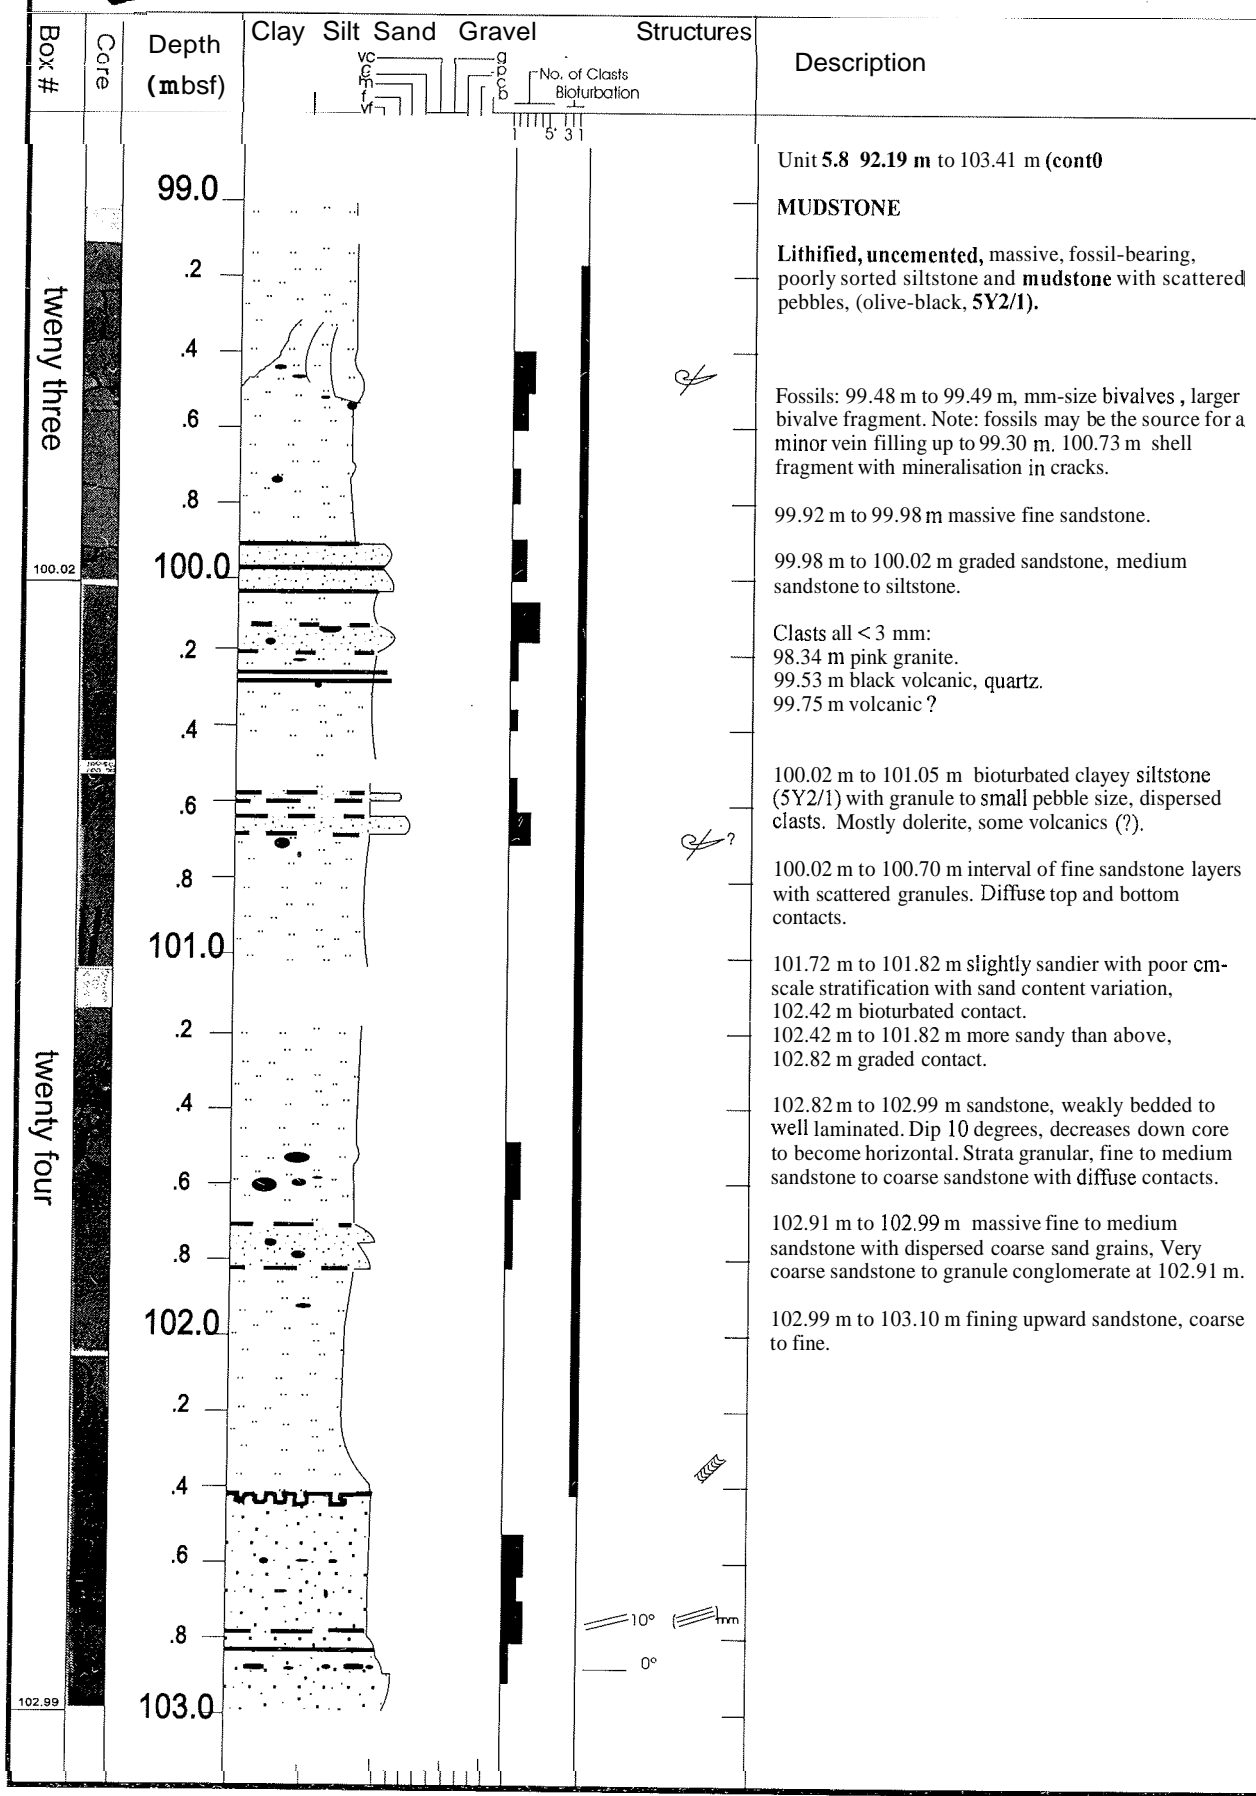 Box #
Core
Depth
(mbsf)
Clay Silt Sand Gravel
vc
c
m
f
vf
g
p
c
b
No. of Clasts
Bioturbation
1 5' 3 1
Structures
Description
99.0
.2
.4
.6
.8
100.0
.2
.4
.6
.8
101.0
.2
.4
.6
.8
102.0
.2
.4
.6
.8
103.0
tweny three
100.02
twenty four
102.99
?
10°
mm
0°
Unit 5.8 92.19 m to 103.41 m (cont0
MUDSTONE
Lithified, uncemented, massive, fossil-bearing,
poorly sorted siltstone and mudstone with scattered
pebbles, (olive-black, 5Y2/1).
Fossils: 99.48 m to 99.49 m, mm-size bivalves , larger
bivalve fragment. Note: fossils may be the source for a
minor vein filling up to 99.30 m. 100.73 m shell
fragment with mineralisation in cracks.
99.92 m to 99.98 m massive fine sandstone.
99.98 m to 100.02 m graded sandstone, medium
sandstone to siltstone.
Clasts all < 3 mm:
98.34 m pink granite.
99.53 m black volcanic, quartz.
99.75 m volcanic ?
100.02 m to 101.05 m bioturbated clayey siltstone
(5Y2/1) with granule to small pebble size, dispersed
clasts. Mostly dolerite, some volcanics (?).
100.02 m to 100.70 m interval of fine sandstone layers
with scattered granules. Diffuse top and bottom
contacts.
101.72 m to 101.82 m slightly sandier with poor cm-
scale stratification with sand content variation,
102.42 m bioturbated contact.
102.42 m to 101.82 m more sandy than above,
102.82 m graded contact.
102.82 m to 102.99 m sandstone, weakly bedded to
well laminated. Dip 10 degrees, decreases down core
to become horizontal. Strata granular, fine to medium
sandstone to coarse sandstone with diffuse contacts.
102.91 m to 102.99 m massive fine to medium
sandstone with dispersed coarse sand grains, Very
coarse sandstone to granule conglomerate at 102.91 m.
102.99 m to 103.10 m fining upward sandstone, coarse
to fine.